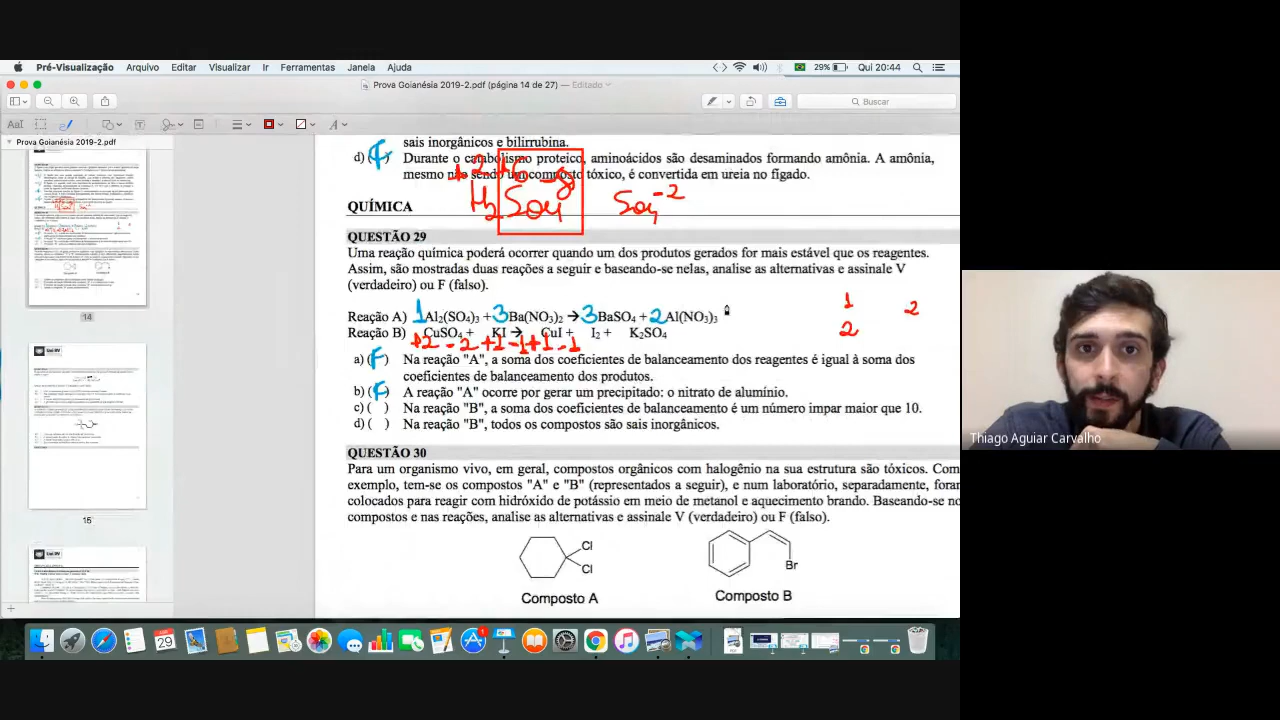 Pré-Visualização Arquivo Editar Visualizar Ir Ferramentas Janela Ajuda 29% Qui 20:44
Prova Goianésia 2019-2.pdf (página 14 de 27) — Editado
Buscar
Prova Goianésia 2019-2.pdf
14
15
sais inorgânicos e bilirrubina.
d) (F) Durante o catabolismo proteico, aminoácidos são desaminados formando amônia. A amônia,
mesmo não sendo um composto tóxico, é convertida em ureia no fígado.
+2
H2 SO4 SO4 -2
QUÍMICA
QUESTÃO 29
Uma reação química poderá ocorrer quando um dos produtos gerados for mais estável que os reagentes.
Assim, são mostradas duas reações a seguir e baseando-se nelas, analise as alternativas e assinale V
(verdadeiro) ou F (falso).
1 2
Reação A) 1Al2(SO4)3 + 3Ba(NO3)2 → 3BaSO4 + 2Al(NO3)3
2
Reação B) CuSO4 + KI → CuI + I2 + K2SO4
+2 -2 +1 -1 +1 -1
a) (F) Na reação "A", a soma dos coeficientes de balanceamento dos reagentes é igual à soma dos
coeficientes de balanceamento dos produtos.
b) (F) A reação "A" ocorre por gerar um precipitado: o nitrato de alumínio.
c) ( ) Na reação "B", a soma dos coeficientes de balanceamento é um número impar maior que 10.
d) ( ) Na reação "B", todos os compostos são sais inorgânicos.
QUESTÃO 30
Para um organismo vivo, em geral, compostos orgânicos com halogênio na sua estrutura são tóxicos. Com
exemplo, tem-se os compostos "A" e "B" (representados a seguir), e num laboratório, separadamente, foran
colocados para reagir com hidróxido de potássio em meio de metanol e aquecimento brando. Baseando-se no
compostos e nas reações, analise as alternativas e assinale V (verdadeiro) ou F (falso).
Cl
Cl
Br
Composto A
Composto B
Thiago Aguiar Carvalho